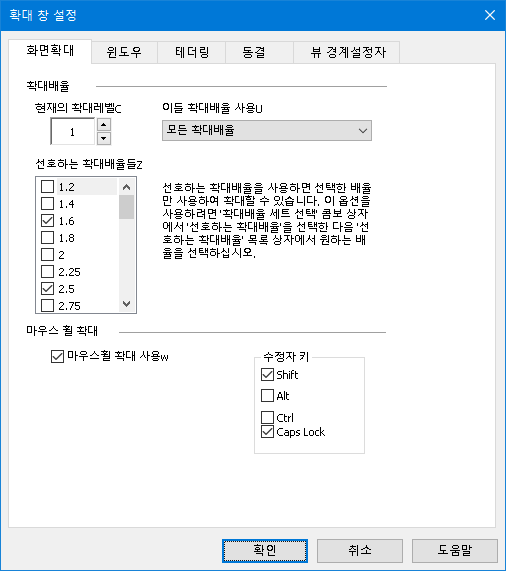 확대 창 설정
화면확대 윈도우 테더링 동결 뷰 경계설정자
확대배율
현재의 확대레벨C 이들 확대배율 사용U
1 모든 확대배율
선호하는 확대배율들Z
1.2
1.4
1.6
1.8
2
2.25
2.5
2.75
선호하는 확대배율을 사용하면 선택한 배율
만 사용하여 확대할 수 있습니다. 이 옵션을
사용하려면 '확대배율 세트 선택' 콤보 상자
에서 '선호하는 확대배율'을 선택한 다음 '선
호하는 확대배율' 목록 상자에서 원하는 배
율을 선택하십시오.
마우스 휠 확대
마우스휠 확대 사용w
수정자 키
Shift
Alt
Ctrl
Caps Lock
확인 취소 도움말